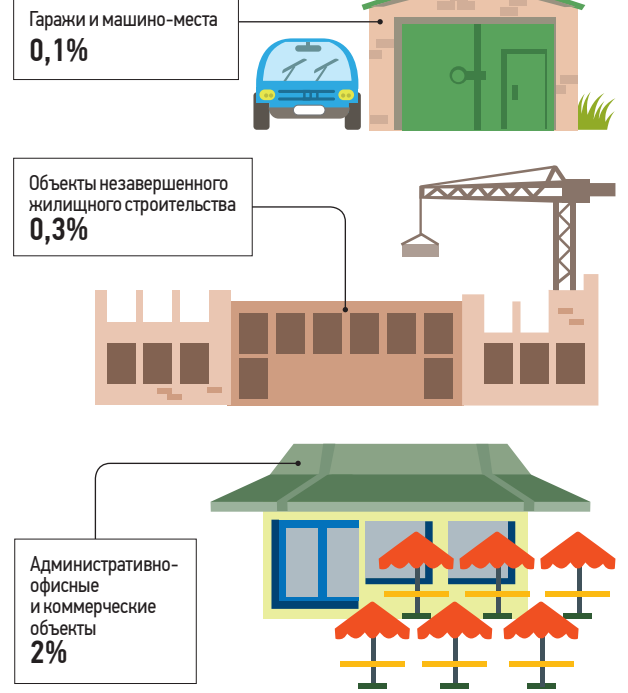 Гаражи и машино-места
0,1%
Объекты незавершенного
жилищного строительства
0,3%
Административно-
офисные
и коммерческие
объекты
2%